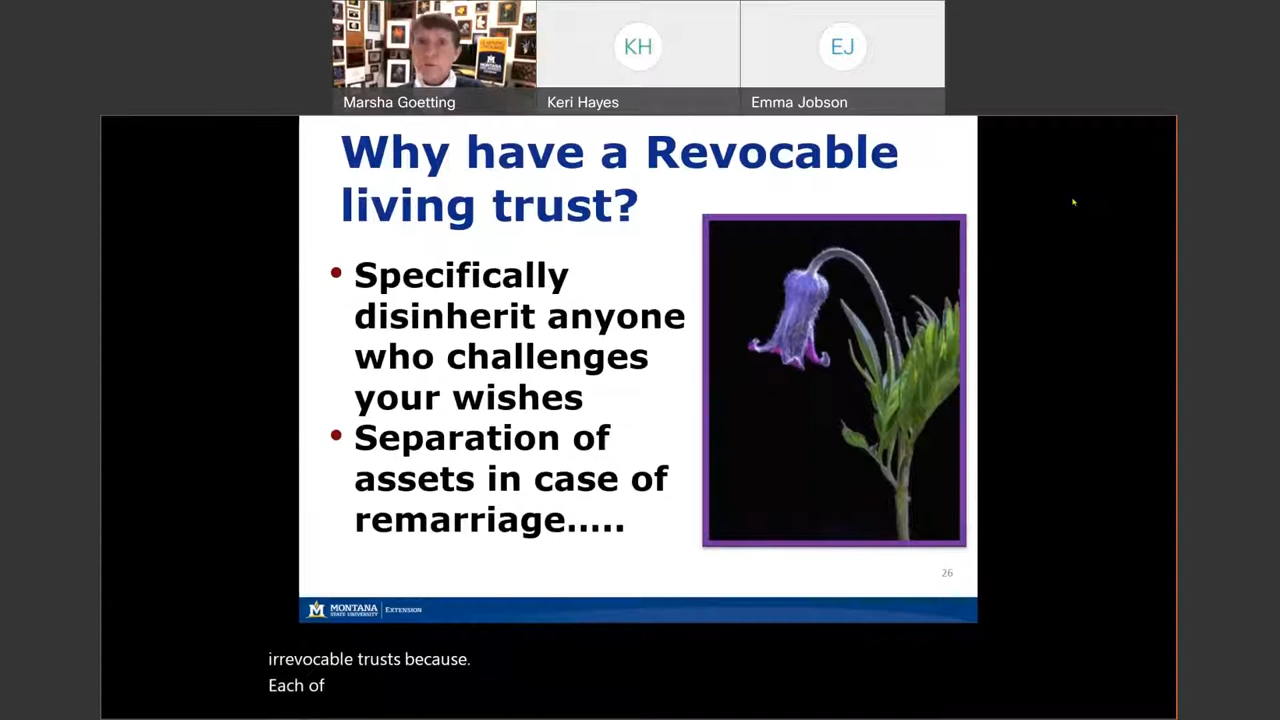 KH
EJ
Marsha Goetting
Keri Hayes
Emma Jobson
Why have a Revocable
living trust?
• Specifically
disinherit anyone
who challenges
your wishes
• Separation of
assets in case of
remarriage.....
26
M MONTANA
STATE UNIVERSITY
EXTENSION
irrevocable trusts because.
Each of